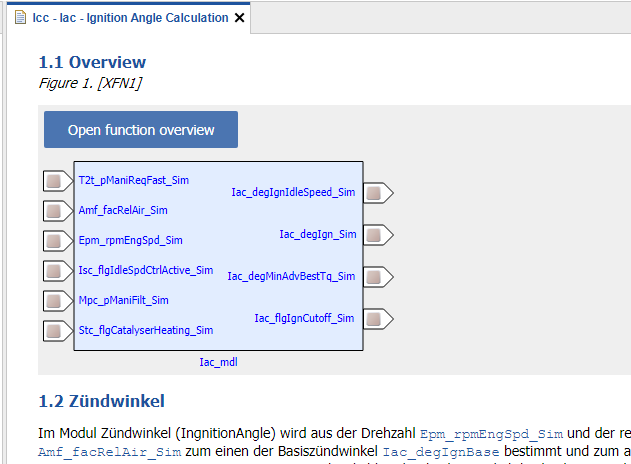 Icc - Iac - Ignition Angle Calculation
1.1 Overview
Figure 1. [XFN1]
Open function overview
T2t_pManiReqFast_Sim
Amf_facRelAir_Sim
Epm_rpmEngSpd_Sim
Isc_flgIdleSpdCtrlActive_Sim
Mpc_pManiFilt_Sim
Stc_flgCatalyserHeating_Sim
Iac_degIgnIdleSpeed_Sim
Iac_degIgn_Sim
Iac_degMinAdvBestTq_Sim
Iac_flgIgnCutoff_Sim
Iac_mdl
1.2 Zündwinkel
Im Modul Zündwinkel (IngnitionAngle) wird aus der Drehzahl Epm_rpmEngSpd_Sim und der re
Amf_facRelAir_Sim zum einen der Basiszündwinkel Iac_degIgnBase bestimmt und zum a